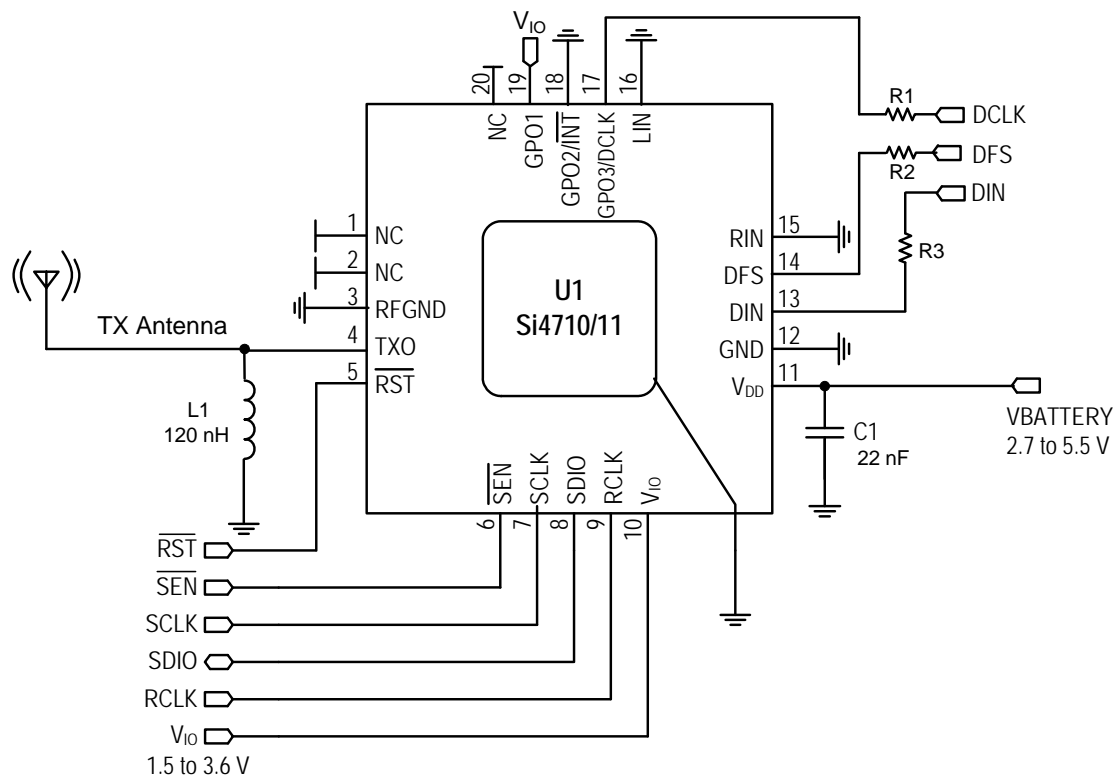 V_IO
20
19
18
17
16
NC
GPO1
GPO2/INT
GPO3/DCLK
LIN
R1
DCLK
R2
DFS
DIN
R3
1
NC
2
NC
3
RFGND
4
TXO
5
RST
TX Antenna
L1
120 nH
U1
Si4710/11
RIN
15
DFS
14
DIN
13
GND
12
V_DD
11
VBATTERY
2.7 to 5.5 V
C1
22 nF
SEN
SCLK
SDIO
RCLK
V_IO
6
7
8
9
10
RST
SEN
SCLK
SDIO
RCLK
V_IO
1.5 to 3.6 V